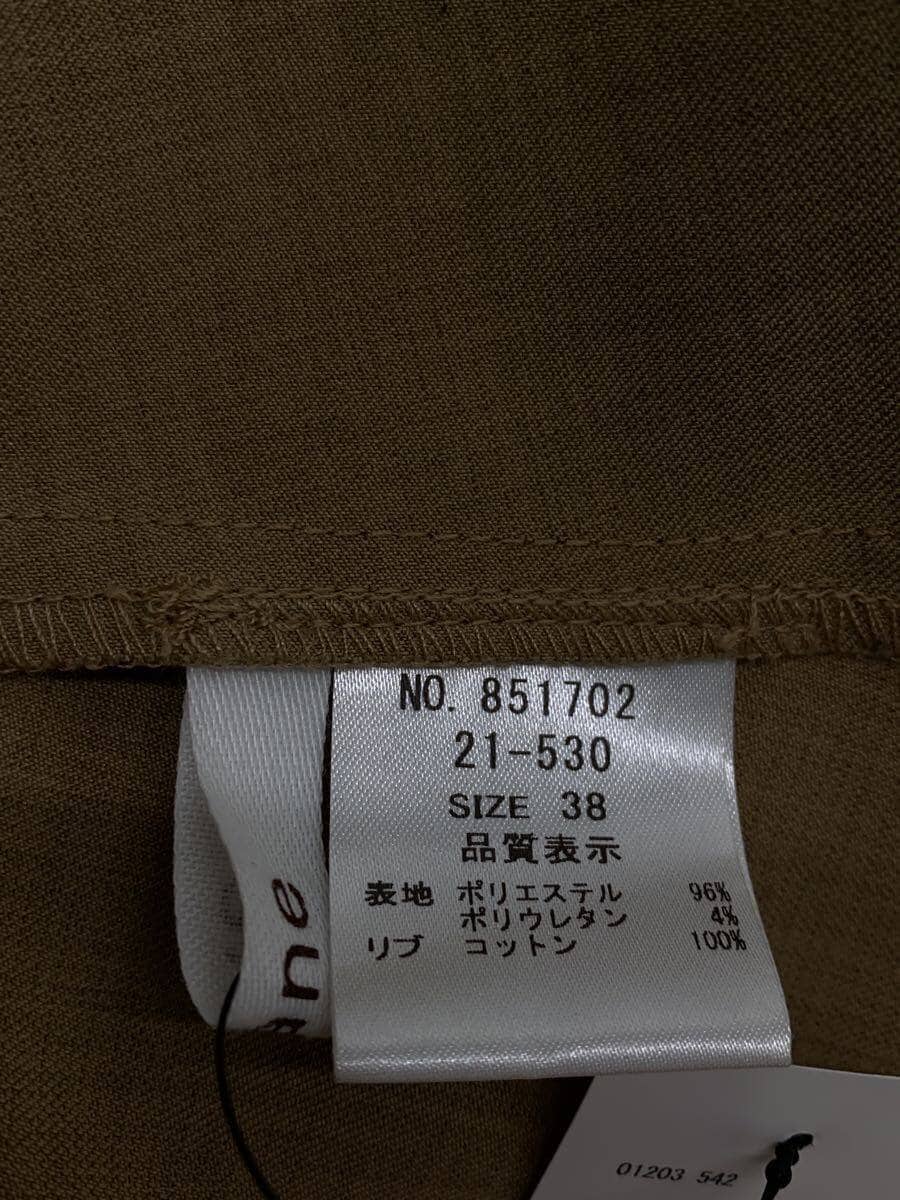 NO. 851702
21-530
SIZE 38
品質表示
表地 ポリエステル 96%
ポリウレタン 4%
リブ コットン 100%
ane
01203 542